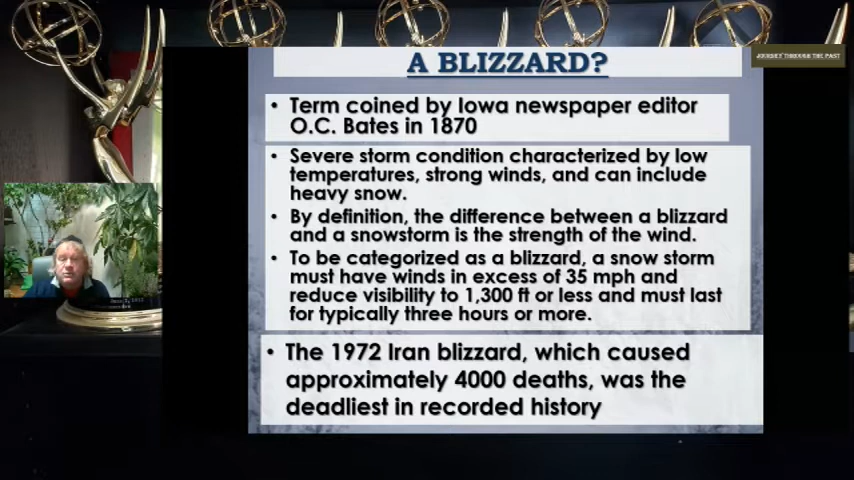 A BLIZZARD?
JOURNEY THROUGH THE PAST
• Term coined by Iowa newspaper editor
O.C. Bates in 1870
• Severe storm condition characterized by low
temperatures, strong winds, and can include
heavy snow.
• By definition, the difference between a blizzard
and a snowstorm is the strength of the wind.
• To be categorized as a blizzard, a snow storm
must have winds in excess of 35 mph and
reduce visibility to 1,300 ft or less and must last
for typically three hours or more.
• The 1972 Iran blizzard, which caused
approximately 4000 deaths, was the
deadliest in recorded history